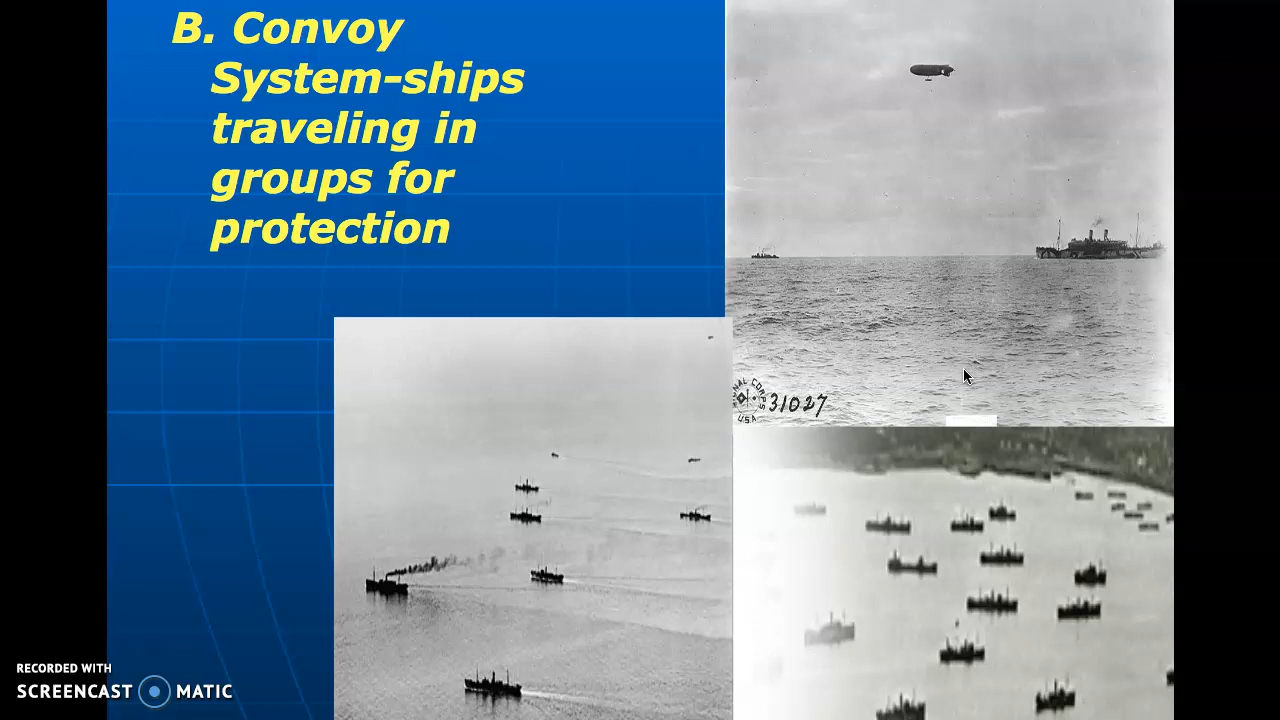 B. Convoy
System-ships
traveling in
groups for
protection
31027
U.S.A.
RECORDED WITH
SCREENCAST MATIC